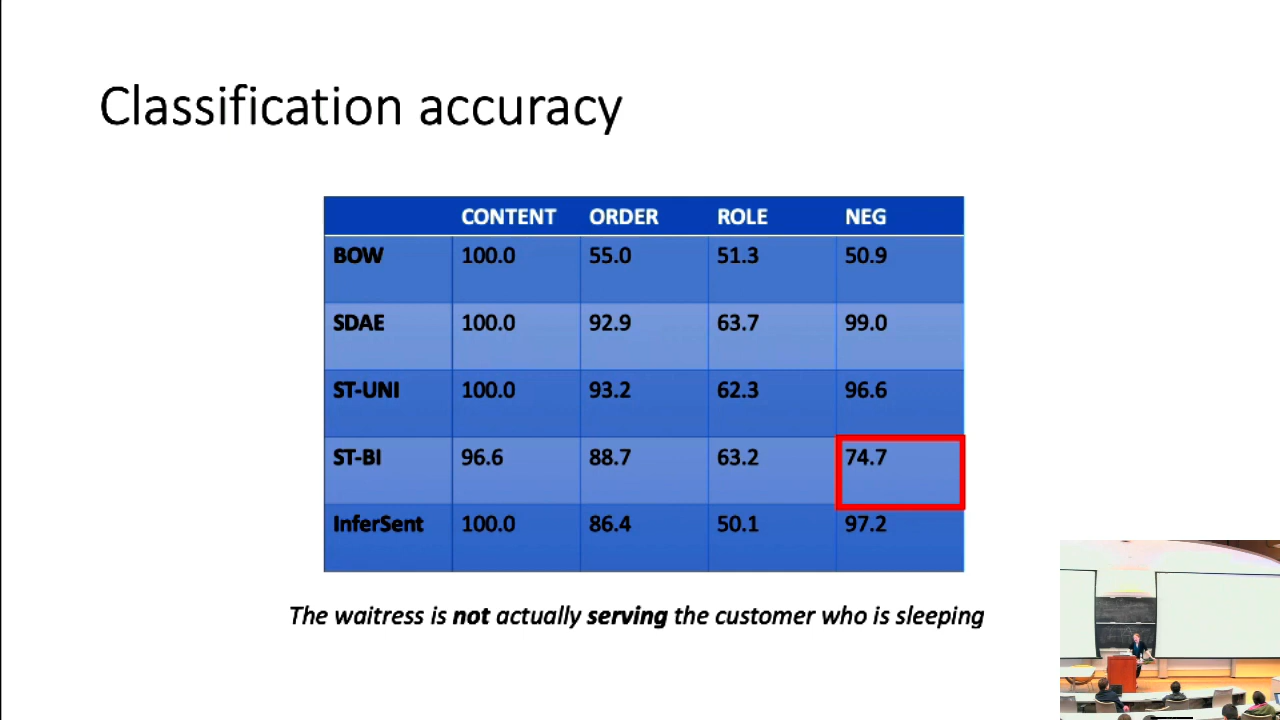 Classification accuracy
CONTENT ORDER ROLE NEG
BOW 100.0 55.0 51.3 50.9
SDAE 100.0 92.9 63.7 99.0
ST-UNI 100.0 93.2 62.3 96.6
ST-BI 96.6 88.7 63.2 74.7
InferSent 100.0 86.4 50.1 97.2
The waitress is not actually serving the customer who is sleeping